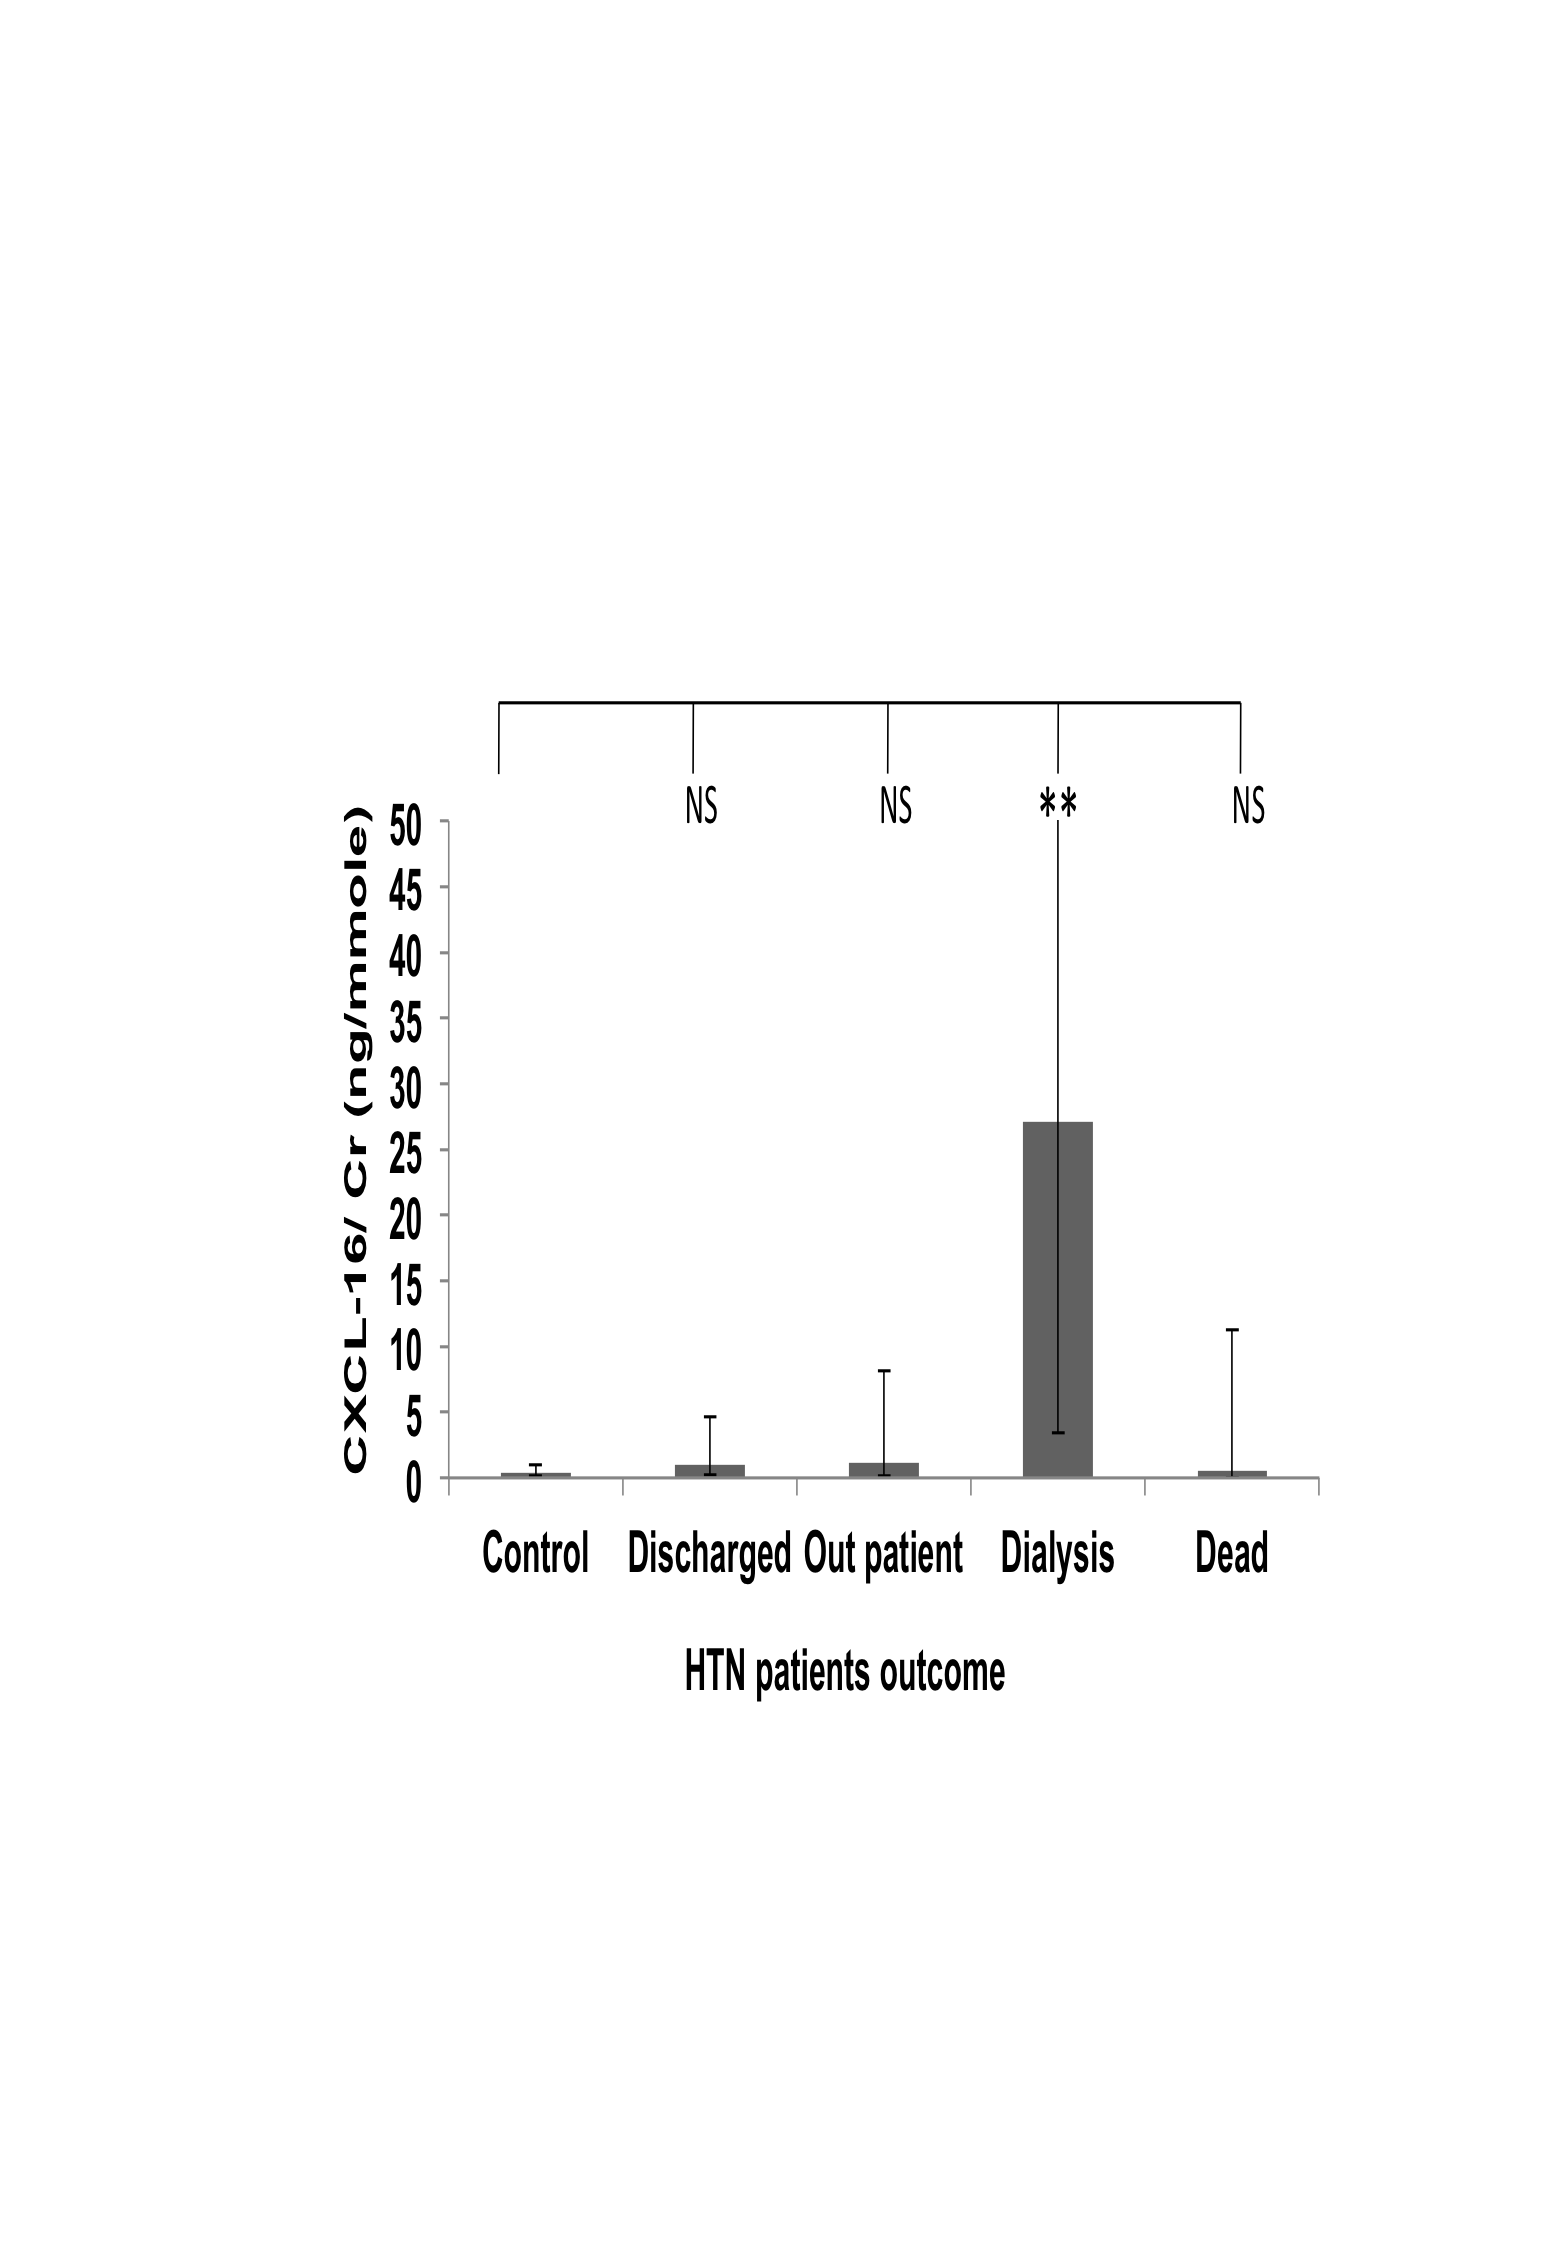 NS NS ** NS
CXCL-16/ Cr (ng/mmole)
50
45
40
35
30
25
20
15
10
5
0
Control Discharged Out patient Dialysis Dead
HTN patients outcome